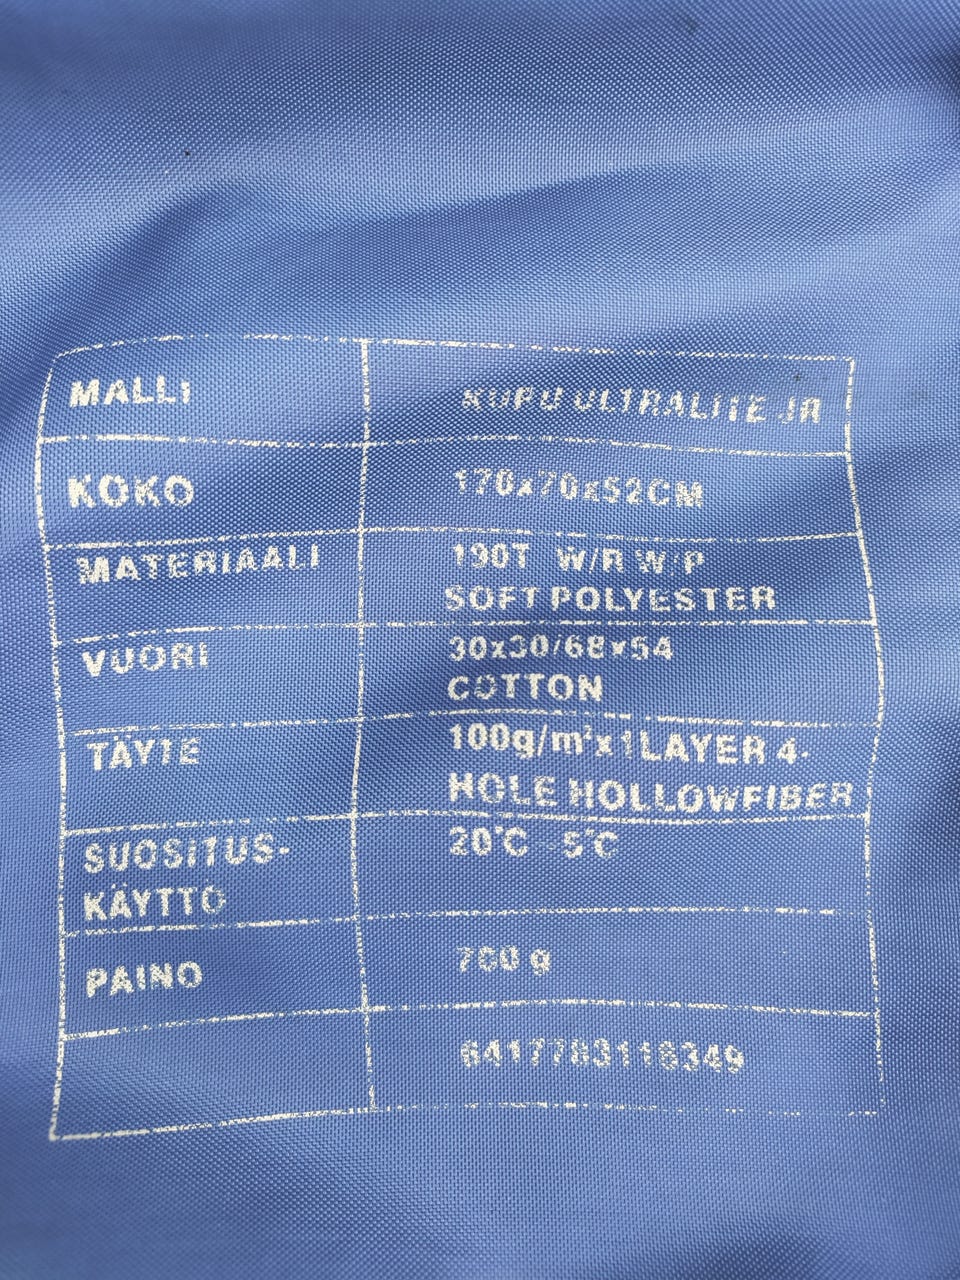 MALLI KUPU ULTRALITE JR
KOKO 170x70x52CM
MATERIAALI 190T W/R W/P
SOFT POLYESTER
VUORI 30x30/68x54
COTTON
TÄYTE 100g/m²x1LAYER 4-
HOLE HOLLOWFIBER
SUOSITUS- 20°C~5°C
KÄYTTÖ
PAINO 700 g